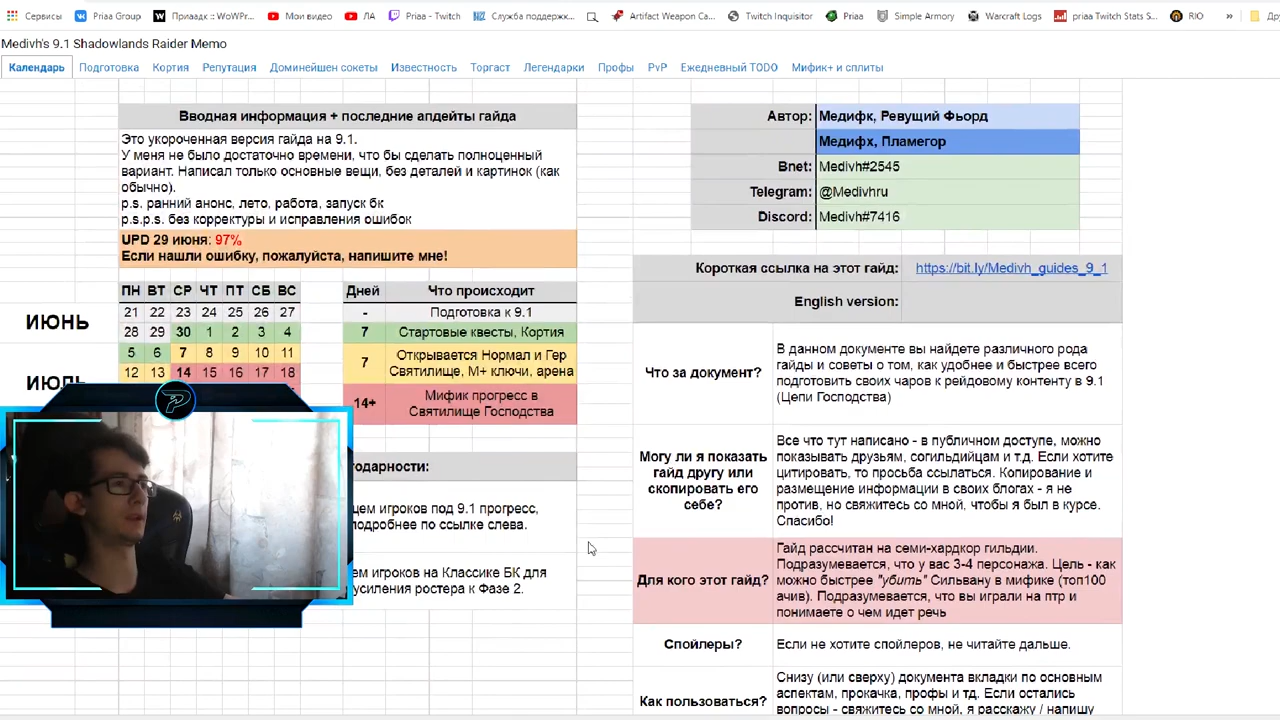 Сервисы
Priaa Group
Приаадк :: WoWPr...
Мои видео
ЛА
Priaa - Twitch
Служба поддержк...
Artifact Weapon Ca...
Twitch Inquisitor
Priaa
Simple Armory
Warcraft Logs
priaa Twitch Stats S...
RIO
»
Medivh's 9.1 Shadowlands Raider Memo
Календарь Подготовка Кортия Репутация Доминейшен сокеты Известность Торгаст Легендарки Профы PvP Ежедневный TODO Мифик+ и сплиты
Вводная информация + последние апдейты гайда
Это укороченная версия гайда на 9.1.
У меня не было достаточно времени, что бы сделать полноценный
вариант. Написал только основные вещи, без деталей и картинок (как
обычно).
p.s. ранний анонс, лето, работа, запуск бк
p.s.p.s. без корректуры и исправления ошибок
UPD 29 июня: 97%
Если нашли ошибку, пожалуйста, напишите мне!
ПН ВТ СР ЧТ ПТ СБ ВС
ИЮНЬ
21 22 23 24 25 26 27
28 29 30 1 2 3 4
5 6 7 8 9 10 11
ИЮЛЬ
12 13 14 15 16 17 18
Дней Что происходит
- Подготовка к 9.1
7 Стартовые квесты, Кортия
7 Открывается Нормал и Гер
Святилище, М+ ключи, арена
14+ Мифик прогресс в
Святилище Господства
годарности:
цем игроков под 9.1 прогресс,
подробнее по ссылке слева.
ем игроков на Классике БК для
усиления ростера к Фазе 2.
Автор: Медифк, Ревущий Фьорд
Медифх, Пламегор
Bnet: Medivh#2545
Telegram: @Medivhru
Discord: Medivh#7416
Короткая ссылка на этот гайд: https://bit.ly/Medivh_guides_9_1
English version:
Что за документ?
В данном документе вы найдете различного рода
гайды и советы о том, как удобнее и быстрее всего
подготовить своих чаров к рейдовому контенту в 9.1
(Цепи Господства)
Могу ли я показать
гайд другу или
скопировать его
себе?
Все что тут написано - в публичном доступе, можно
показывать друзьям, согильдийцам и т.д. Если хотите
цитировать, то просьба ссылаться. Копирование и
размещение информации в своих блогах - я не
против, но свяжитесь со мной, чтобы я был в курсе.
Спасибо!
Для кого этот гайд?
Гайд рассчитан на семи-хардкор гильдии.
Подразумевается, что у вас 3-4 персонажа. Цель - как
можно быстрее "убить" Сильвану в мифике (топ100
ачив). Подразумевается, что вы играли на птр и
понимаете о чем идет речь
Спойлеры?
Если не хотите спойлеров, не читайте дальше.
Как пользоваться?
Снизу (или сверху) документа вкладки по основным
аспектам, прокачка, профы и тд. Если остались
вопросы - свяжитесь со мной, я расскажу / напишу